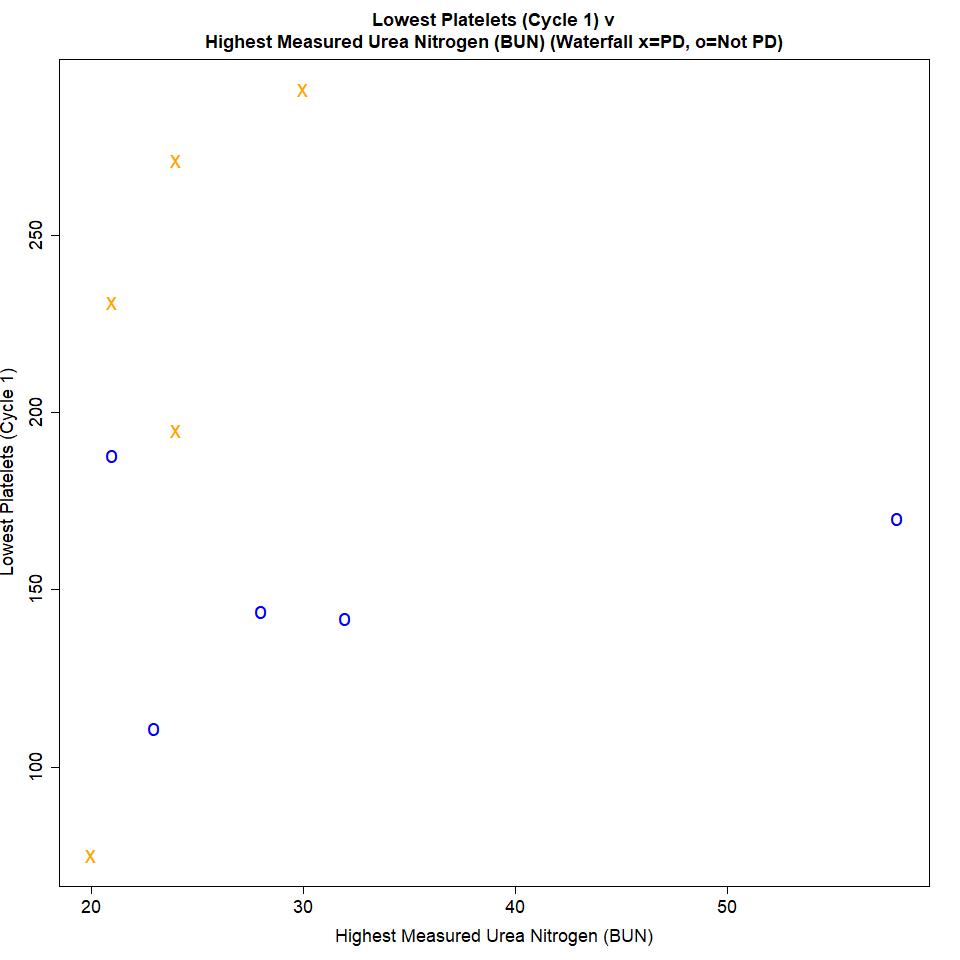 Lowest Platelets (Cycle 1) v
Highest Measured Urea Nitrogen (BUN) (Waterfall x=PD, o=Not PD)
Lowest Platelets (Cycle 1)
250
200
150
100
X
X
X
X
O
O
O
O
O
X
20 30 40 50
Highest Measured Urea Nitrogen (BUN)